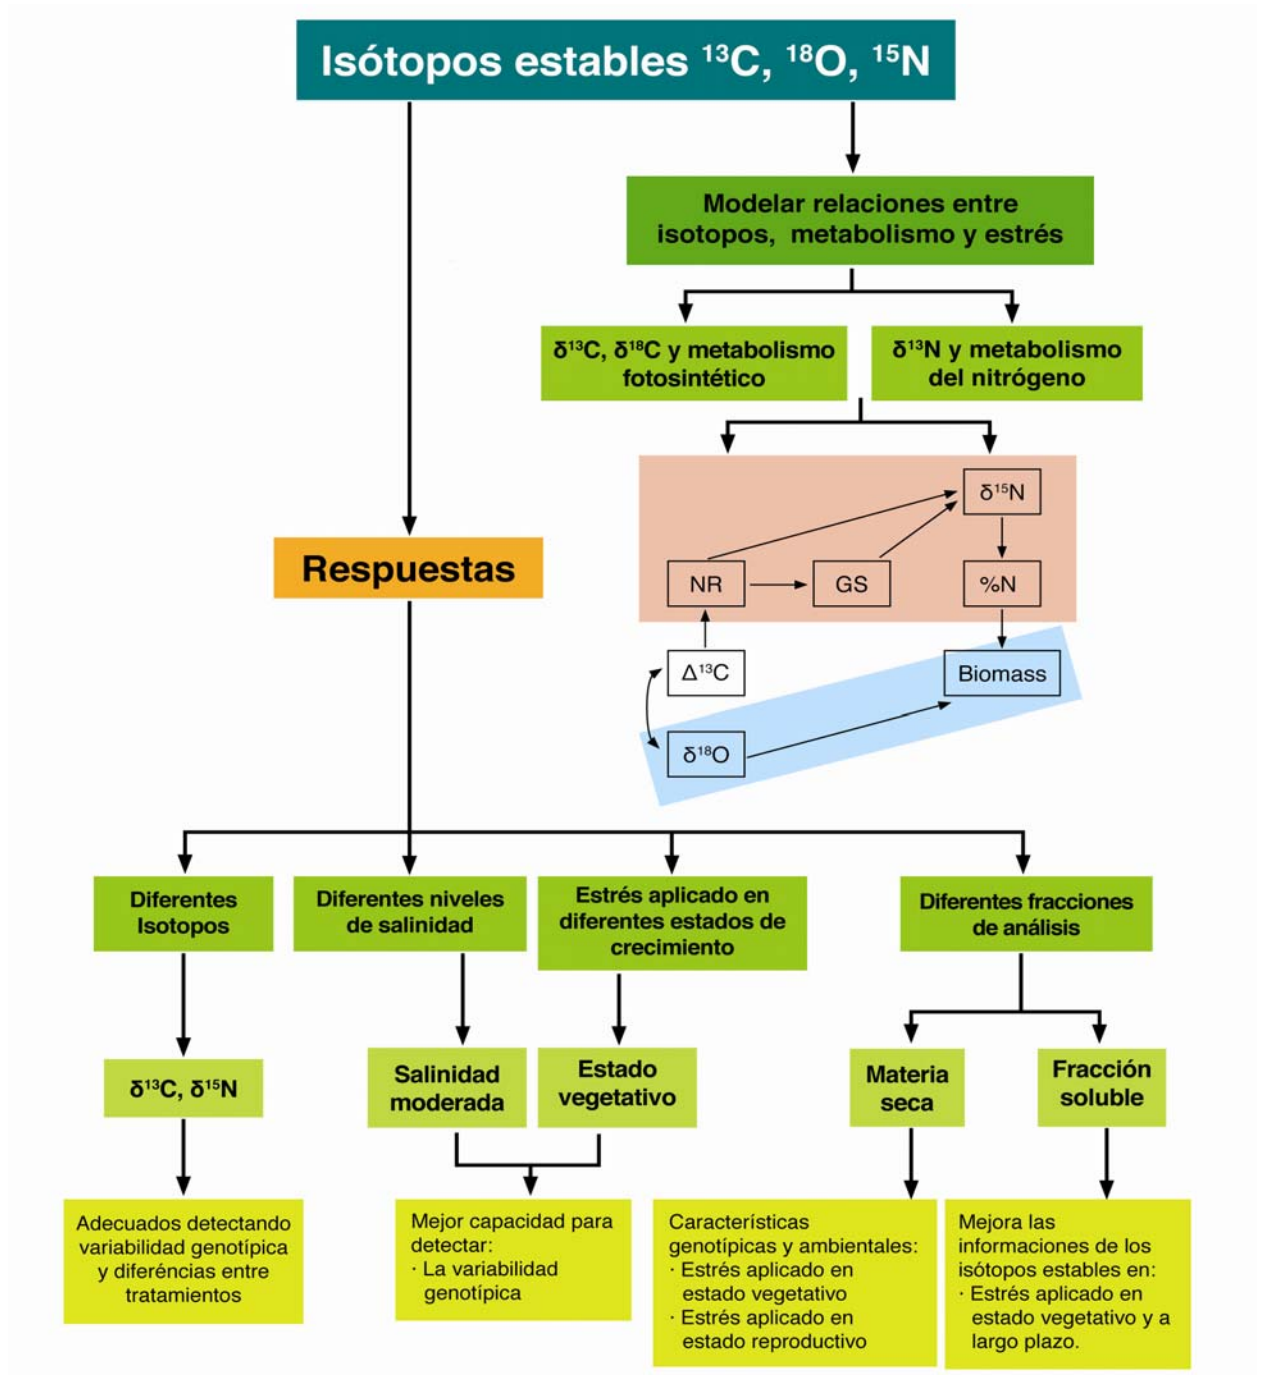 Isótopos estables ¹³C, ¹⁸O, ¹⁵N
Modelar relaciones entre
isotopos, metabolismo y estrés
δ¹³C, δ¹⁸C y metabolismo
fotosintético
δ¹³N y metabolismo
del nitrógeno
δ¹⁵N
NR
GS
%N
Δ¹³C
Biomass
δ¹⁸O
Respuestas
Diferentes
Isotopos
Diferentes niveles
de salinidad
Estrés aplicado en
diferentes estados de
crecimiento
Diferentes fracciones
de análisis
δ¹³C, δ¹⁵N
Salinidad
moderada
Estado
vegetativo
Materia
seca
Fracción
soluble
Adecuados detectando
variabilidad genotípica
y diferéncias entre
tratamientos
Mejor capacidad para
detectar:
· La variabilidad
genotípica
Características
genotípicas y ambientales:
· Estrés aplicado en
estado vegetativo
· Estrés aplicado en
estado reproductivo
Mejora las
informaciones de los
isótopos estables en:
· Estrés aplicado en
estado vegetativo y a
largo plazo.